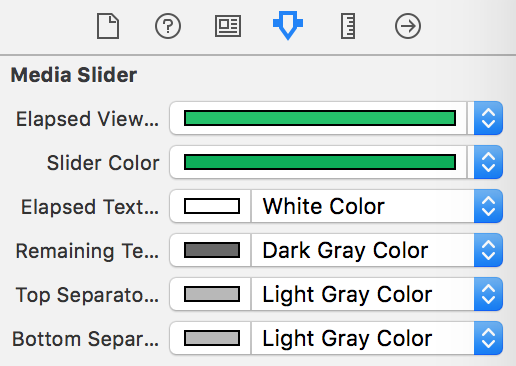 Media Slider
Elapsed View...
Slider Color
Elapsed Text... White Color
Remaining Te... Dark Gray Color
Top Separato... Light Gray Color
Bottom Separ... Light Gray Color